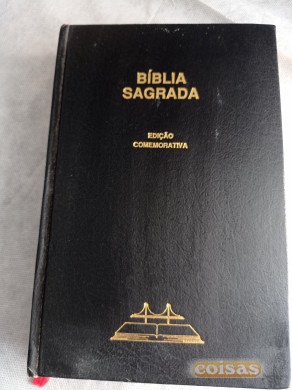 BÍBLIA
SAGRADA
EDIÇÃO
COMEMORATIVA
coisas